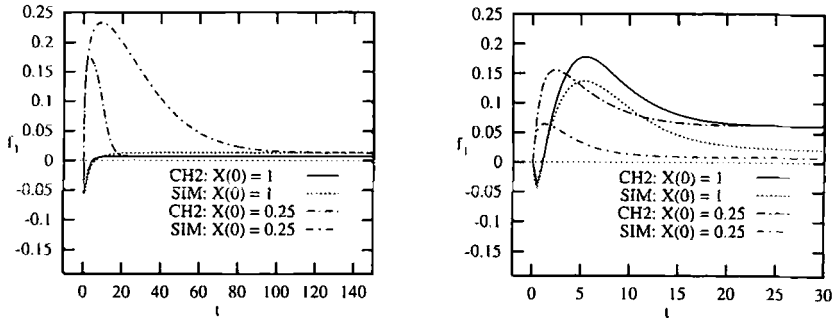 0.25
0.2
0.15
0.1
0.05
f₁
0
-0.05
-0.1
-0.15
CH2: X(0) = 1
SIM: X(0) = 1
CH2: X(0) = 0.25
SIM: X(0) = 0.25
0 20 40 60 80 100 120 140
t
0.25
0.2
0.15
0.1
0.05
f₁
0
-0.05
-0.1
-0.15
CH2: X(0) = 1
SIM: X(0) = 1
CH2: X(0) = 0.25
SIM: X(0) = 0.25
0 5 10 15 20 25 30
t